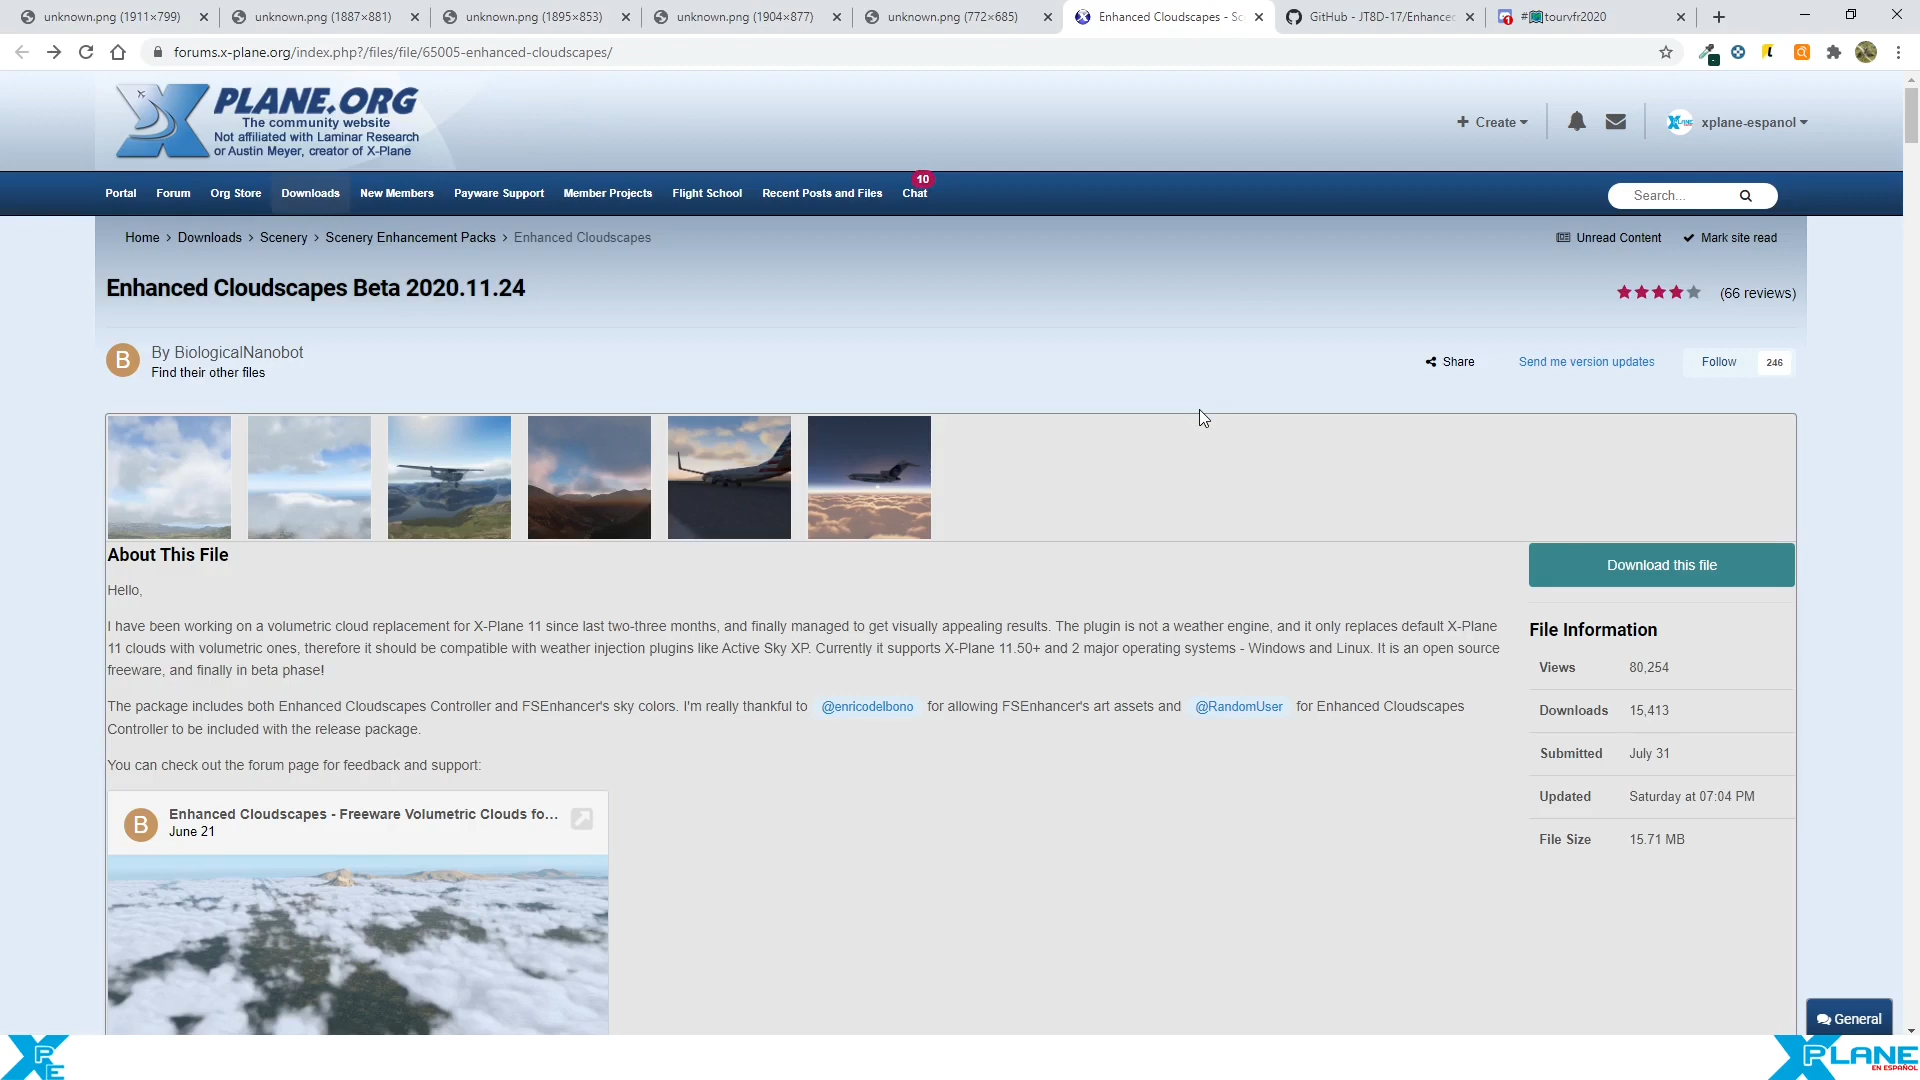 unknown.png (1911×799)
unknown.png (1887×881)
unknown.png (1895×853)
unknown.png (1904×877)
unknown.png (772×685)
Enhanced Cloudscapes - Sc
GitHub - JT8D-17/Enhanced
#tourvfr2020
forums.x-plane.org/index.php?/files/file/65005-enhanced-cloudscapes/
PLANE.ORG
The community website
Not affiliated with Laminar Research
or Austin Meyer, creator of X-Plane
+ Create
xplane-espanol
Portal
Forum
Org Store
Downloads
New Members
Payware Support
Member Projects
Flight School
Recent Posts and Files
Chat
10
Search...
Home > Downloads > Scenery > Scenery Enhancement Packs > Enhanced Cloudscapes
Unread Content
Mark site read
Enhanced Cloudscapes Beta 2020.11.24
(66 reviews)
B
By BiologicalNanobot
Find their other files
Share
Send me version updates
Follow
246
About This File
Download this file
Hello,
I have been working on a volumetric cloud replacement for X-Plane 11 since last two-three months, and finally managed to get visually appealing results. The plugin is not a weather engine, and it only replaces default X-Plane
11 clouds with volumetric ones, therefore it should be compatible with weather injection plugins like Active Sky XP. Currently it supports X-Plane 11.50+ and 2 major operating systems - Windows and Linux. It is an open source
freeware, and finally in beta phase!
The package includes both Enhanced Cloudscapes Controller and FSEnhancer's sky colors. I'm really thankful to @enricodelbono for allowing FSEnhancer's art assets and @RandomUser for Enhanced Cloudscapes
Controller to be included with the release package.
You can check out the forum page for feedback and support:
B
Enhanced Cloudscapes - Freeware Volumetric Clouds fo...
June 21
File Information
Views 80,254
Downloads 15,413
Submitted July 31
Updated Saturday at 07:04 PM
File Size 15.71 MB
General
XPE
XPLANE
EN ESPAÑOL